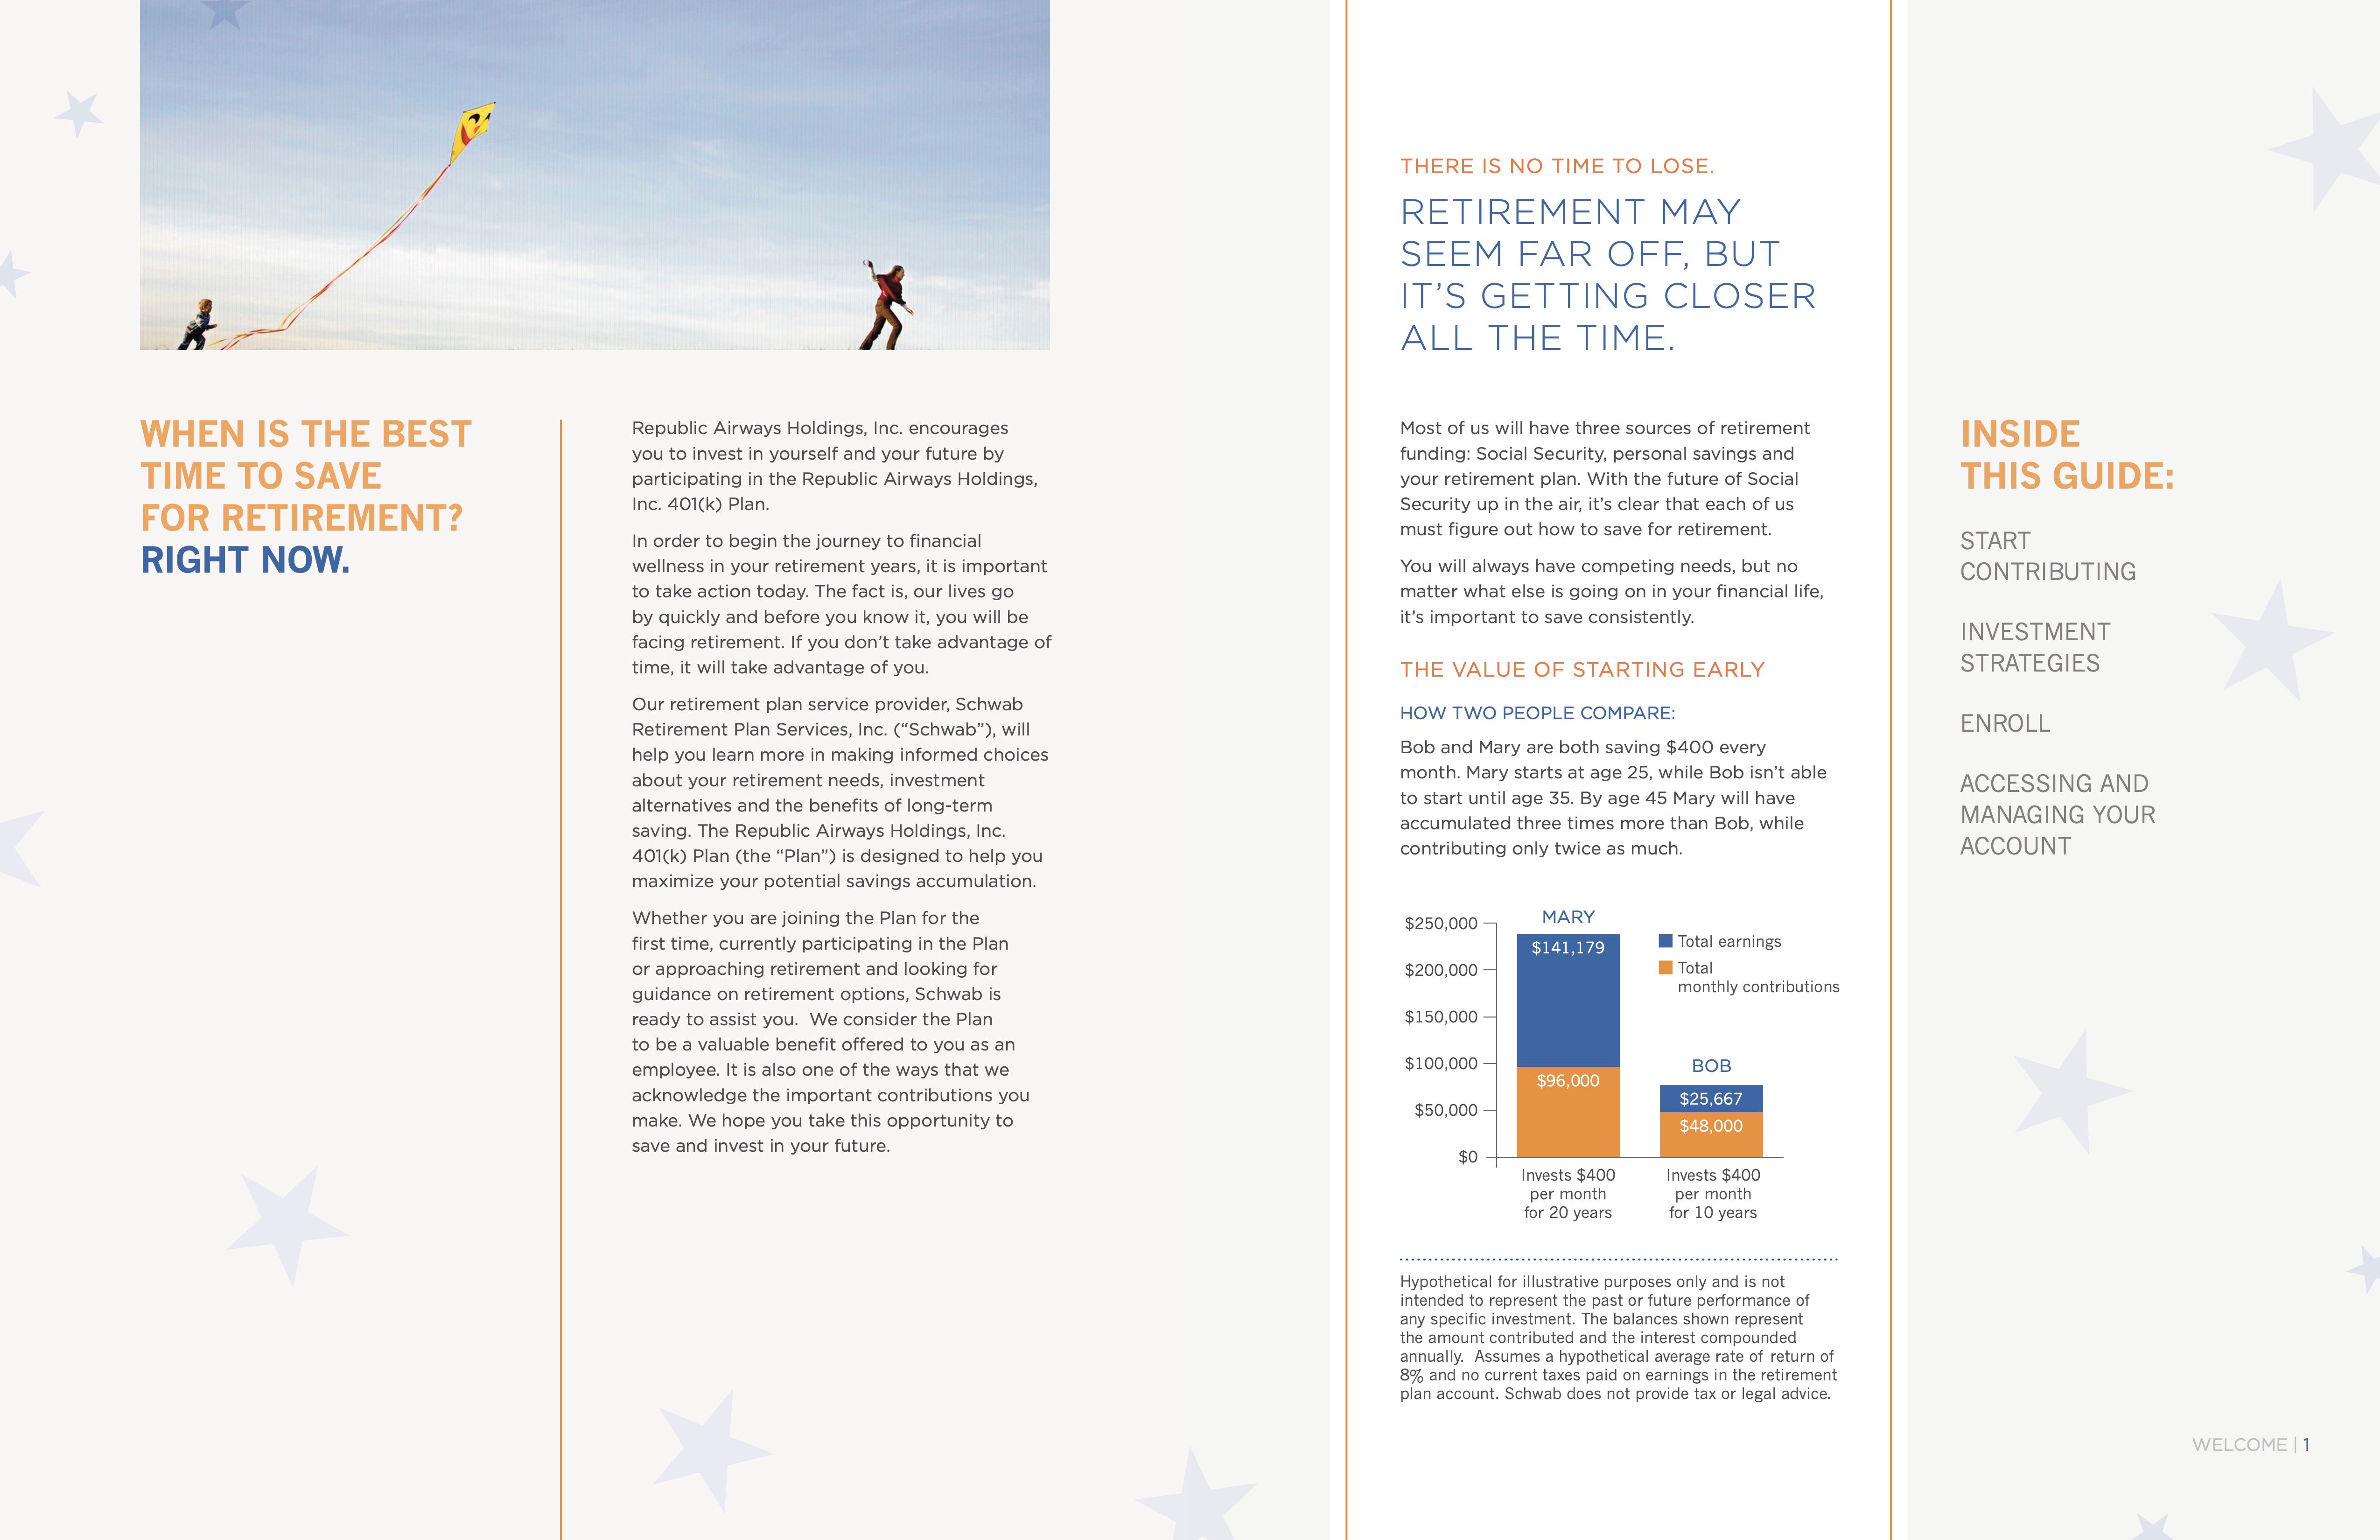 WHEN IS THE BEST
TIME TO SAVE
FOR RETIREMENT?
RIGHT NOW.
Republic Airways Holdings, Inc. encourages
you to invest in yourself and your future by
participating in the Republic Airways Holdings,
Inc. 401(k) Plan.
In order to begin the journey to financial
wellness in your retirement years, it is important
to take action today. The fact is, our lives go
by quickly and before you know it, you will be
facing retirement. If you don’t take advantage of
time, it will take advantage of you.
Our retirement plan service provider, Schwab
Retirement Plan Services, Inc. (“Schwab”), will
help you learn more in making informed choices
about your retirement needs, investment
alternatives and the benefits of long-term
saving. The Republic Airways Holdings, Inc.
401(k) Plan (the “Plan”) is designed to help you
maximize your potential savings accumulation.
Whether you are joining the Plan for the
first time, currently participating in the Plan
or approaching retirement and looking for
guidance on retirement options, Schwab is
ready to assist you.  We consider the Plan
to be a valuable benefit offered to you as an
employee. It is also one of the ways that we
acknowledge the important contributions you
make. We hope you take this opportunity to
save and invest in your future.
THERE IS NO TIME TO LOSE.
RETIREMENT MAY
SEEM FAR OFF, BUT
IT’S GETTING CLOSER
ALL THE TIME.
Most of us will have three sources of retirement
funding: Social Security, personal savings and
your retirement plan. With the future of Social
Security up in the air, it’s clear that each of us
must figure out how to save for retirement.
You will always have competing needs, but no
matter what else is going on in your financial life,
it’s important to save consistently.
THE VALUE OF STARTING EARLY
HOW TWO PEOPLE COMPARE:
Bob and Mary are both saving $400 every
month. Mary starts at age 25, while Bob isn’t able
to start until age 35. By age 45 Mary will have
accumulated three times more than Bob, while
contributing only twice as much.
$250,000
$200,000
$150,000
$100,000
$50,000
$0
MARY
$141,179
$96,000
Invests $400
per month
for 20 years
BOB
$25,667
$48,000
Invests $400
per month
for 10 years
Total earnings
Total
monthly contributions
Hypothetical for illustrative purposes only and is not
intended to represent the past or future performance of
any specific investment. The balances shown represent
the amount contributed and the interest compounded
annually.  Assumes a hypothetical average rate of return of
8% and no current taxes paid on earnings in the retirement
plan account. Schwab does not provide tax or legal advice.
INSIDE
THIS GUIDE:
START
CONTRIBUTING
INVESTMENT
STRATEGIES
ENROLL
ACCESSING AND
MANAGING YOUR
ACCOUNT
WELCOME | 1